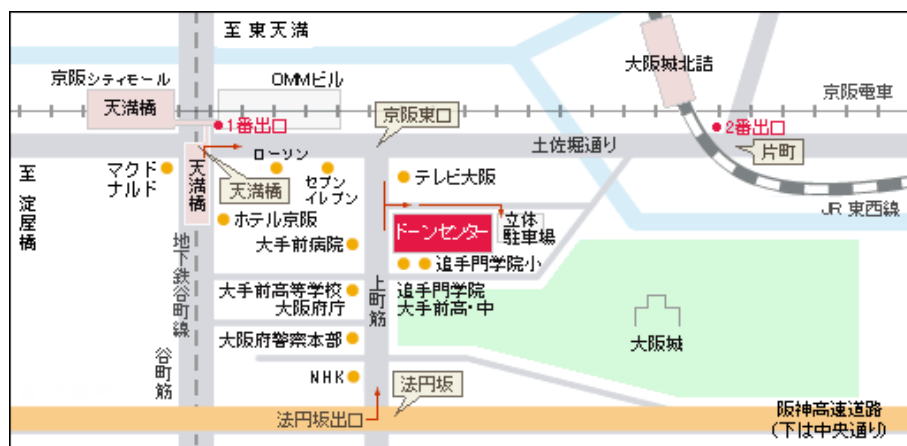 至 東天満
大阪城北詰
京阪シティモール
OMMビル
京阪電車
天満橋
1番出口
京阪東口
2番出口
土佐堀通り
片町
ローソン
マクド
ナルド
天満橋
天満橋
セブン
イレブン
テレビ大阪
至 淀屋橋
JR 東西線
ホテル京阪
ドーンセンター
立体
駐車場
大手前病院
追手門学院小
地下鉄谷町線
上町筋
大手前高等学校
大阪府庁
追手門学院
大手前高・中
大阪府警察本部
大阪城
谷町筋
NHK
法円坂
法円坂出口
阪神高速道路
(下は中央通り)